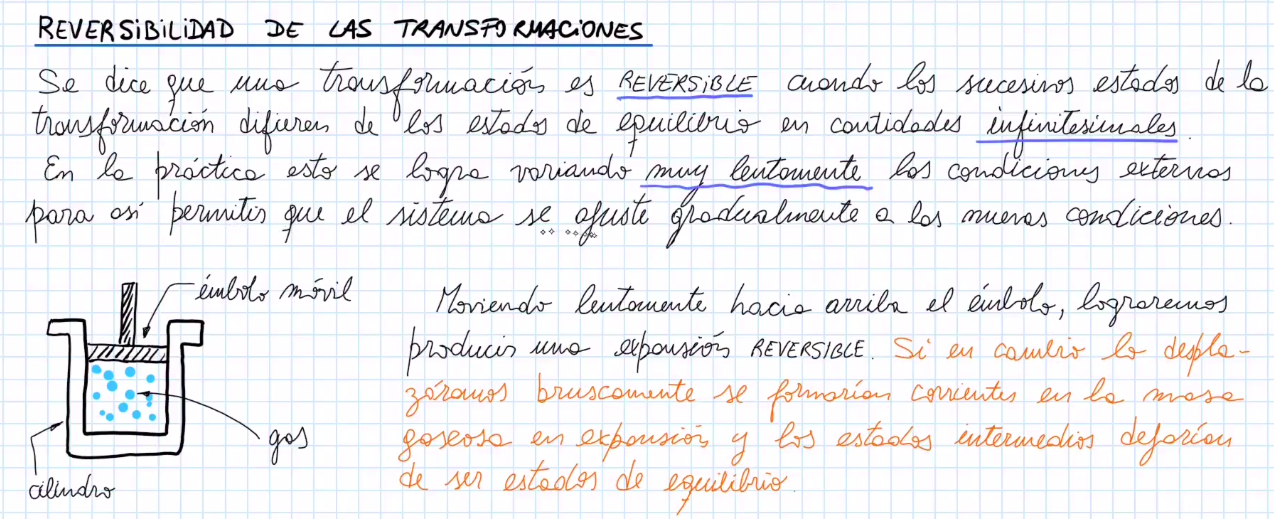 REVERSIBILIDAD DE LAS TRANSFORMACIONES
Se dice que una transformación es REVERSIBLE cuando los sucesivos estados de la
transformación difieren de los estados de equilibrio en cantidades infinitesimales.
En la práctica esto se logra variando muy lentamente las condiciones externas
para así permitir que el sistema se ajuste gradualmente a las nuevas condiciones.
émbolo móvil
gas
cilindro
Moviendo lentamente hacia arriba el émbolo, lograremos
producir una expansión REVERSIBLE. Si en cambio lo despla-
záramos bruscamente se formarían corrientes en la masa
gaseosa en expansión y los estados intermedios dejarían
de ser estados de equilibrio.